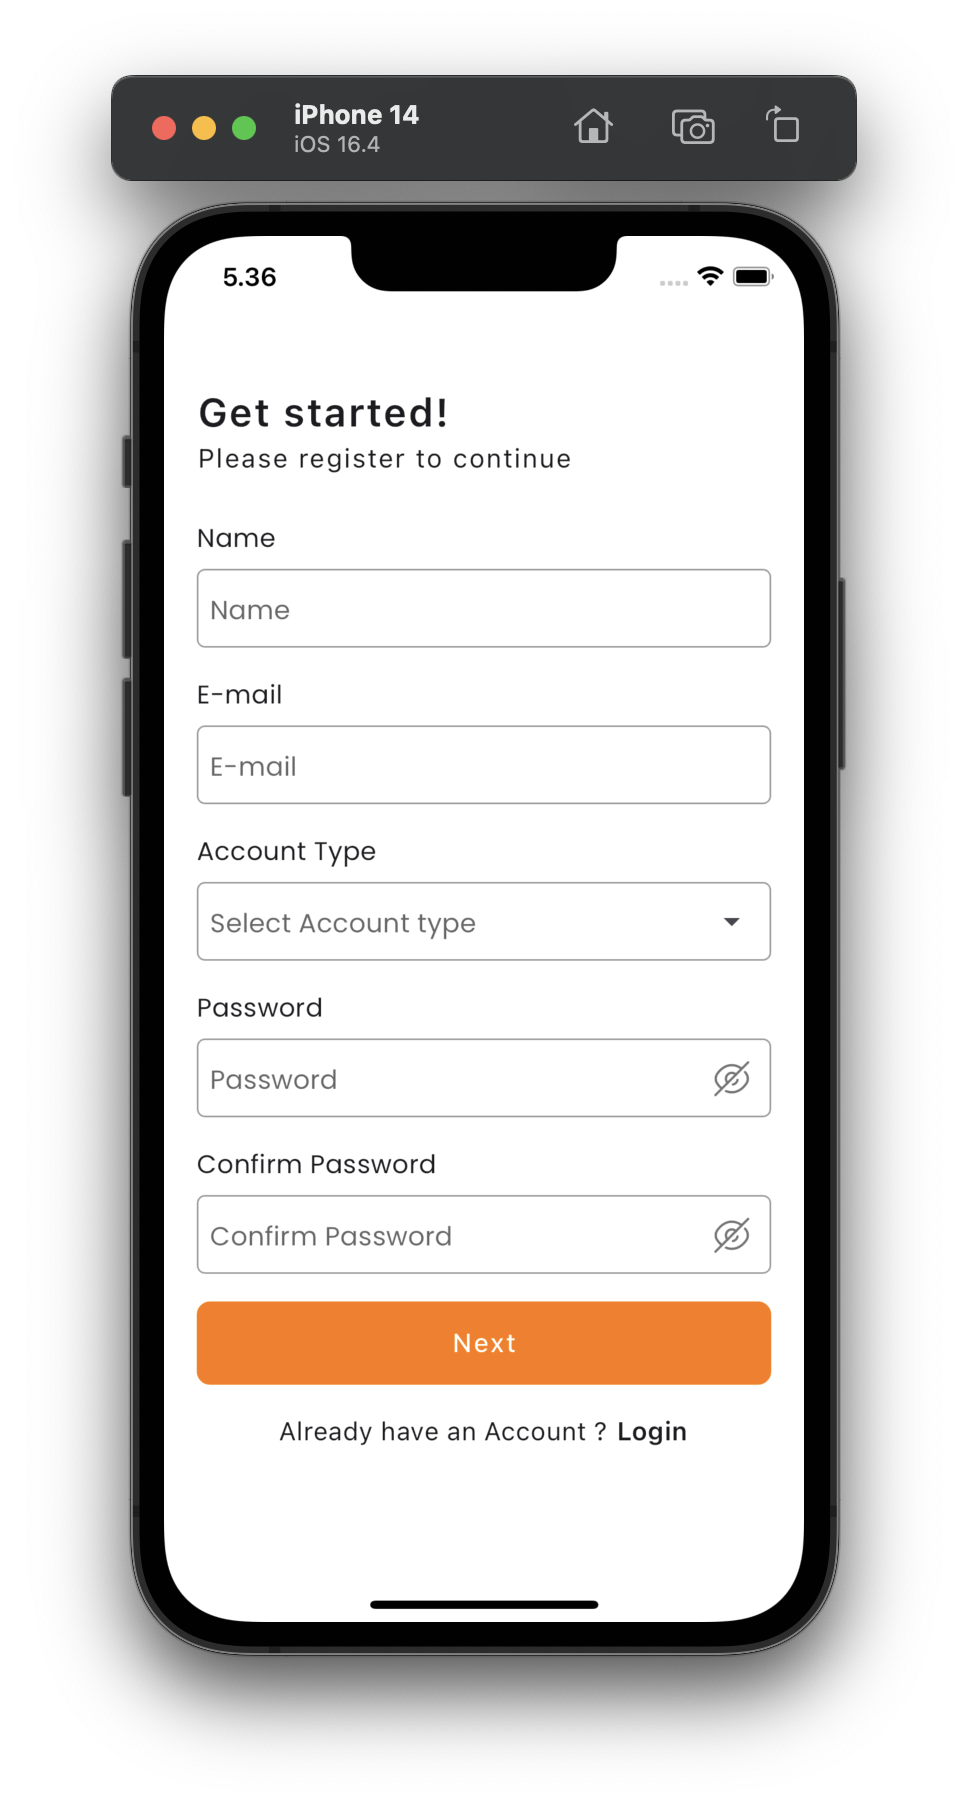 iPhone 14
iOS 16.4
5.36
Get started!
Please register to continue
Name
Name
E-mail
E-mail
Account Type
Select Account type
Password
Password
Confirm Password
Confirm Password
Next
Already have an Account ? Login